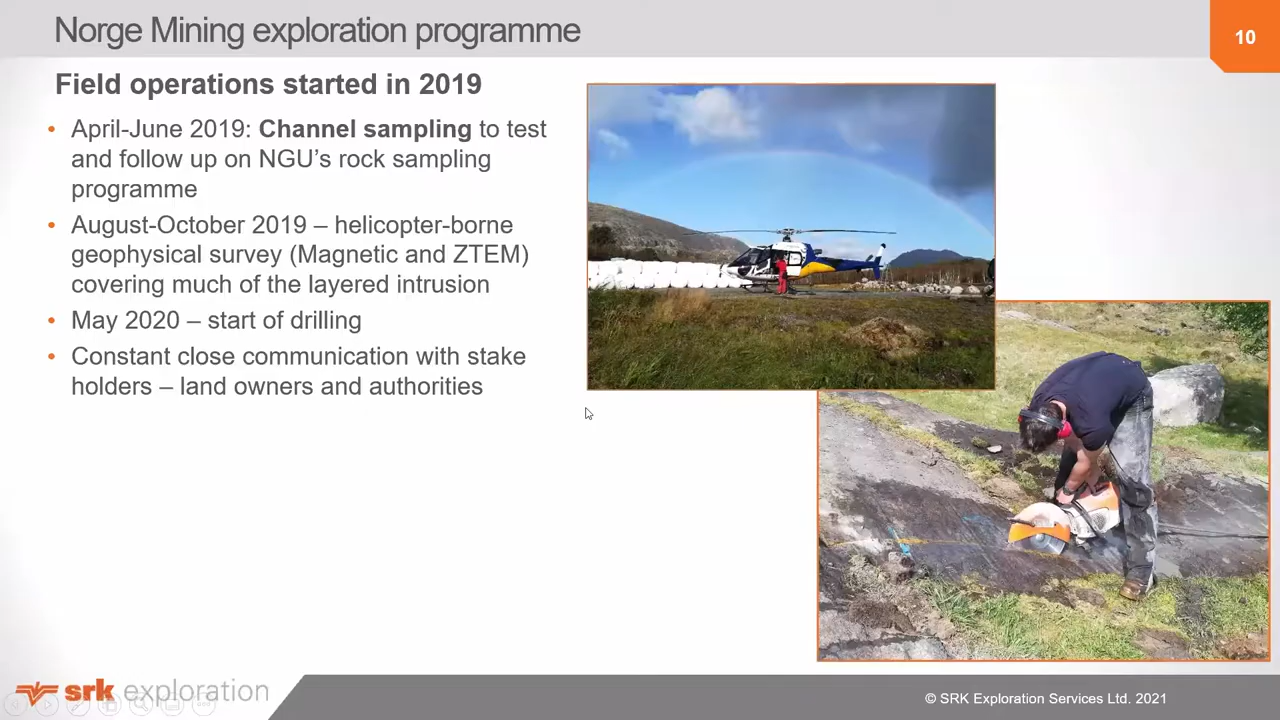 Norge Mining exploration programme
10
Field operations started in 2019
• April-June 2019: Channel sampling to test
and follow up on NGU's rock sampling
programme
• August-October 2019 – helicopter-borne
geophysical survey (Magnetic and ZTEM)
covering much of the layered intrusion
• May 2020 – start of drilling
• Constant close communication with stake
holders – land owners and authorities
srk exploration
© SRK Exploration Services Ltd. 2021